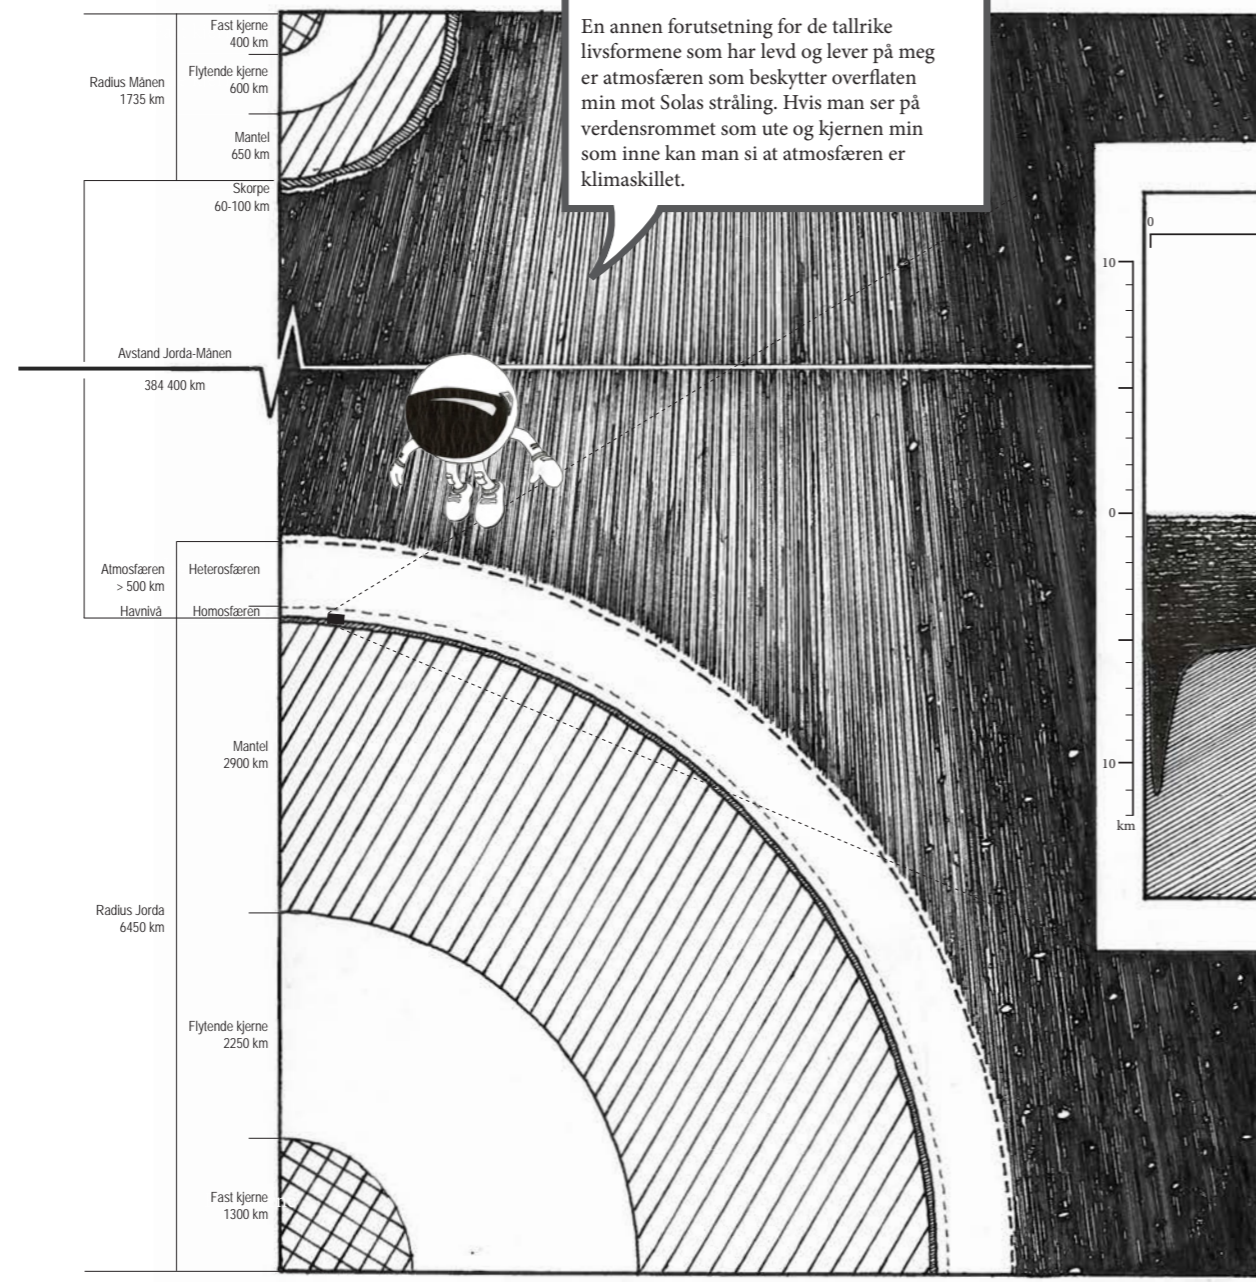 Fast kjerne
400 km
Radius Månen
1735 km
Flytende kjerne
600 km
Mantel
650 km
Skorpe
60-100 km
En annen forutsetning for de tallrike
livsformene som har levd og lever på meg
er atmosfæren som beskytter overflaten
min mot Solas stråling. Hvis man ser på
verdensrommet som ute og kjernen min
som inne kan man si at atmosfæren er
klimaskillet.
Avstand Jorda-Månen
384 400 km
Atmosfæren
> 500 km
Heterosfæren
Havnivå
Homosfæren
Mantel
2900 km
Radius Jorda
6450 km
Flytende kjerne
2250 km
Fast kjerne
1300 km
0
10
0
10
km